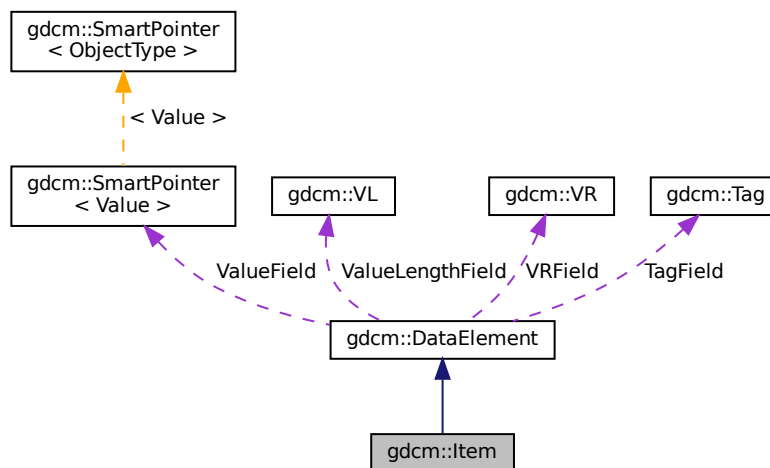 gdcm::SmartPointer
< ObjectType >
< Value >
gdcm::SmartPointer
< Value >
gdcm::VL
gdcm::VR
gdcm::Tag
ValueField
ValueLengthField
VRField
TagField
gdcm::DataElement
gdcm::Item